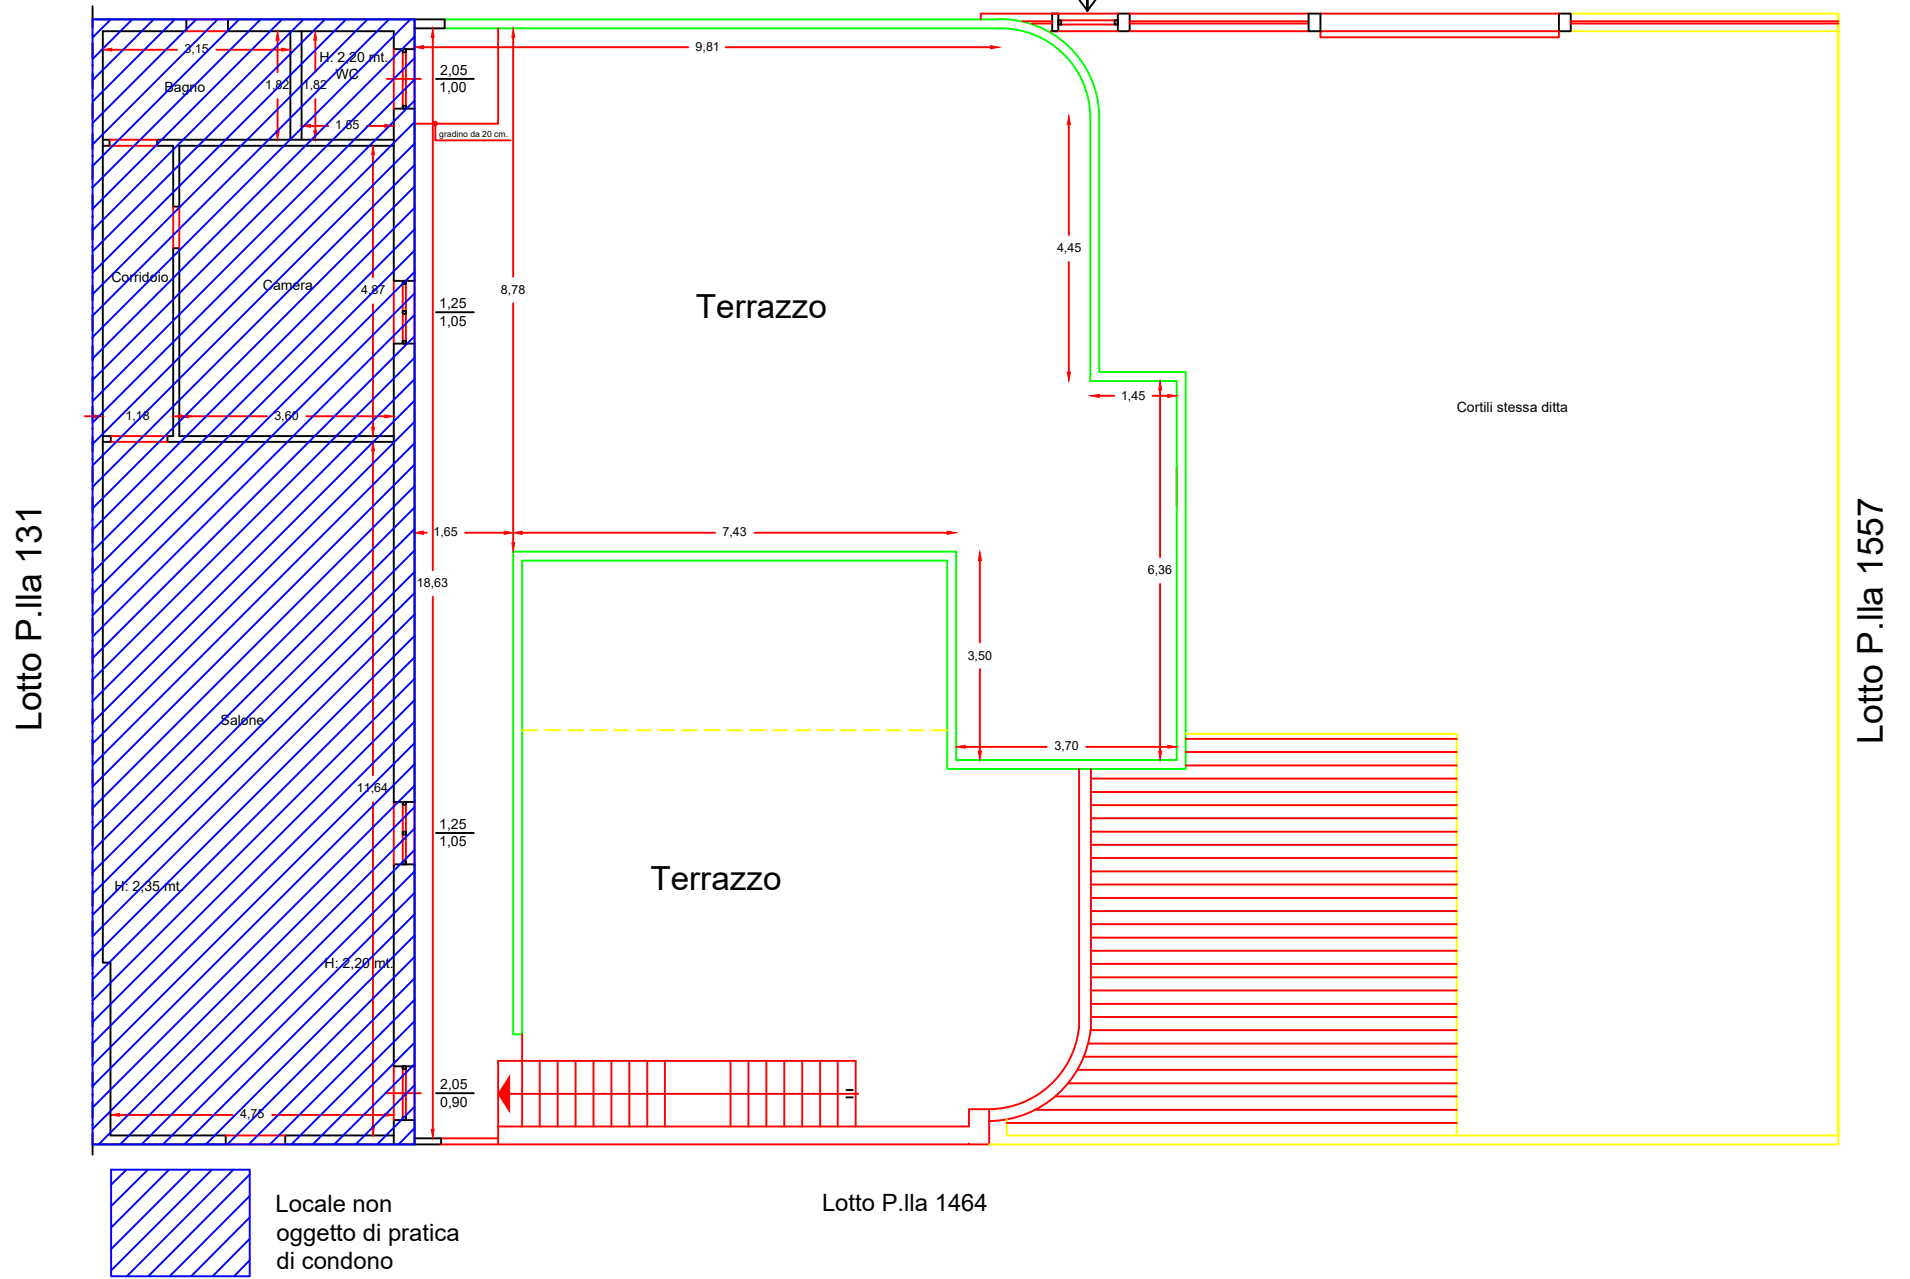 3,15
H: 2,20 mt.
WC
Bagno
1,82
1,82
1,55
2,05
1,00
gradino da 20 cm.
9,81
4,45
Corridoio
Camera
4,87
1,25
1,05
8,78
Terrazzo
1,45
Cortili stessa ditta
1,18
3,60
1,65
7,43
18,63
6,36
3,50
Lotto P.lla 131
Lotto P.lla 1557
Salone
3,70
11,64
1,25
1,05
Terrazzo
H: 2,35 mt
H: 2,20 mt.
2,05
0,90
4,75
Locale non
oggetto di pratica
di condono
Lotto P.lla 1464